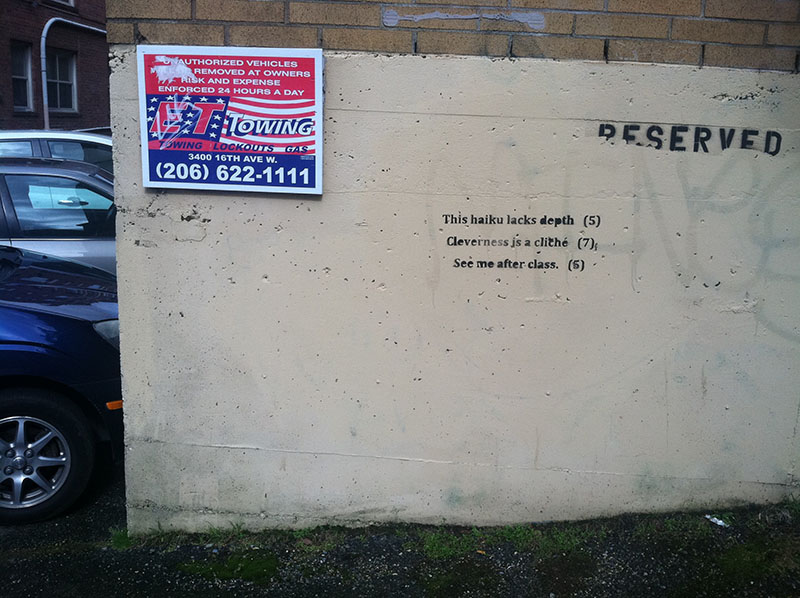 UNAUTHORIZED VEHICLES
REMOVED AT OWNERS
RISK AND EXPENSE
ENFORCED 24 HOURS A DAY
ET TOWING
TOWING LOCKOUTS GAS
3400 16TH AVE W.
(206) 622-1111
RESERVED
This haiku lacks depth (5)
Cleverness is a cliché (7)
See me after class. (5)